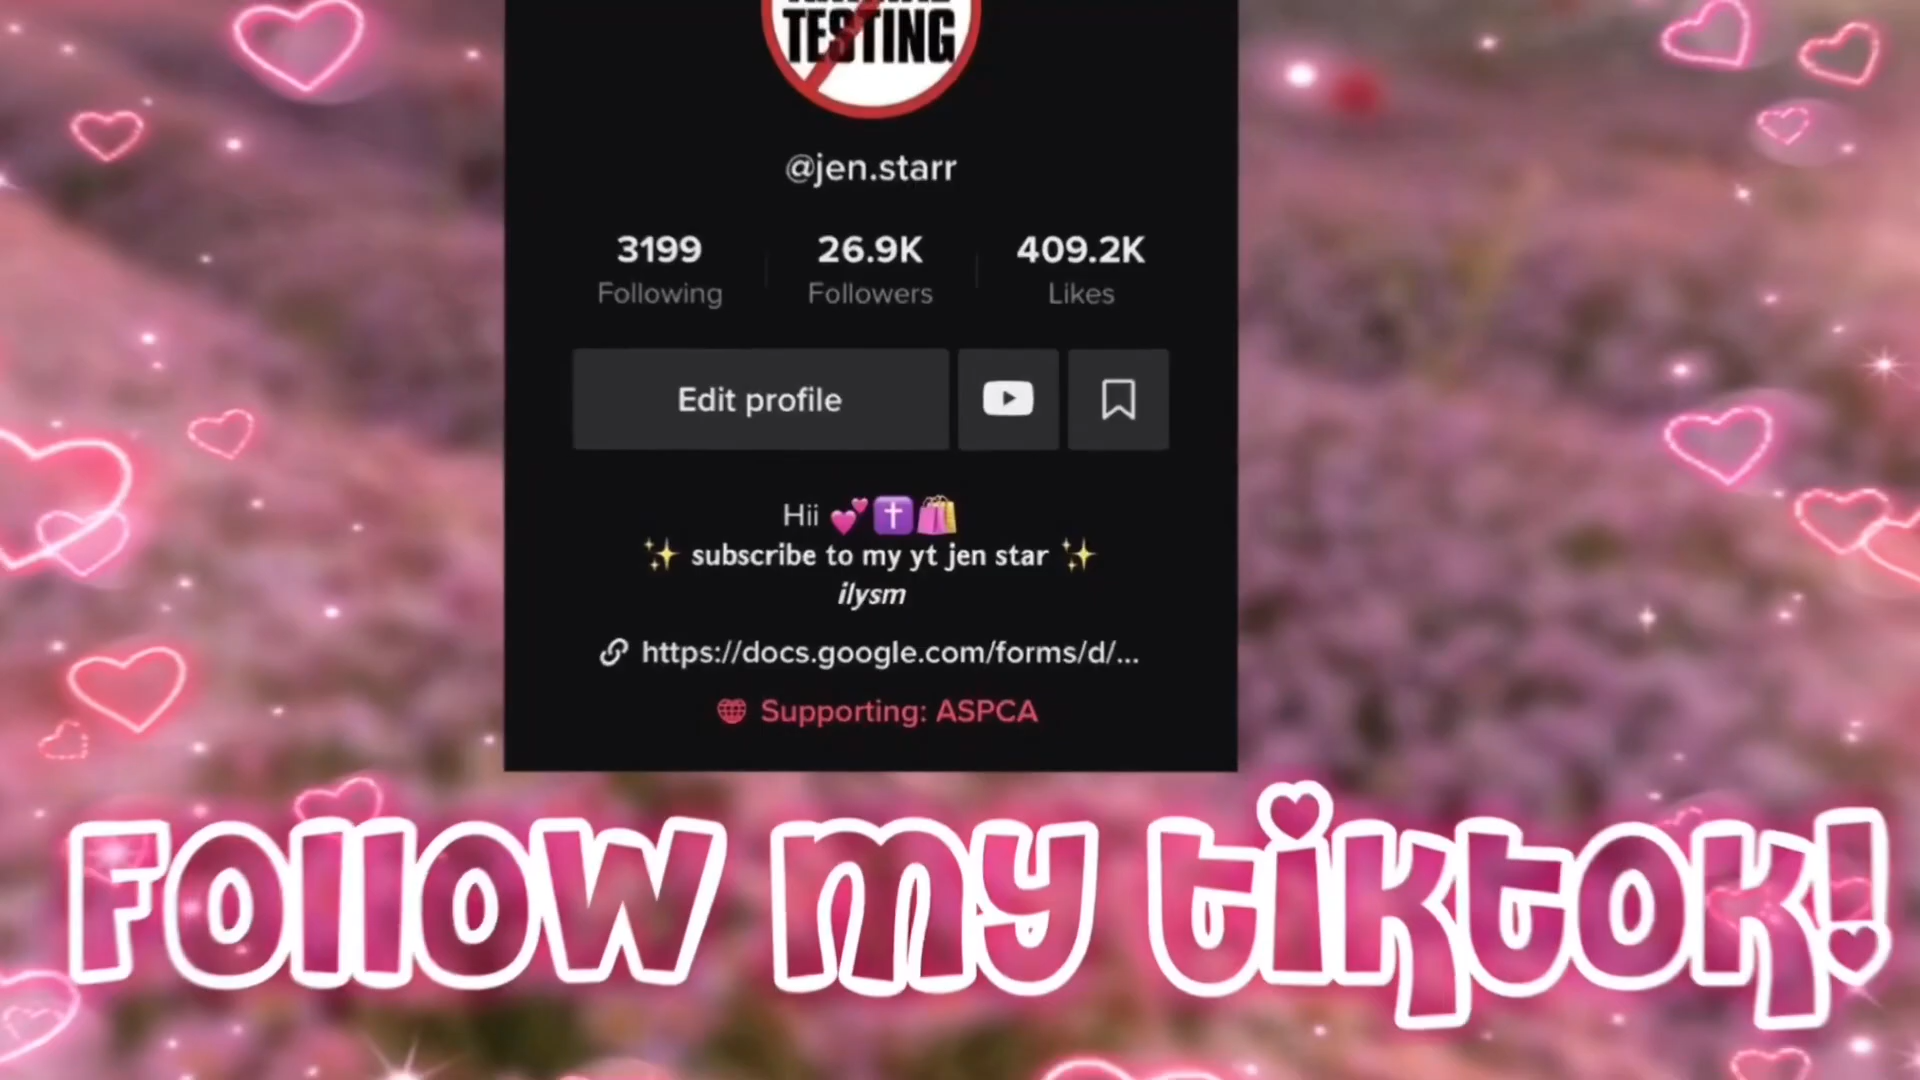 TESTING
@jen.starr
3199 26.9K 409.2K
Following Followers Likes
Edit profile
Hii 💕✝️🛍️
✨ subscribe to my yt jen star ✨
ilysm
https://docs.google.com/forms/d/...
Supporting: ASPCA
Follow my tiktok!